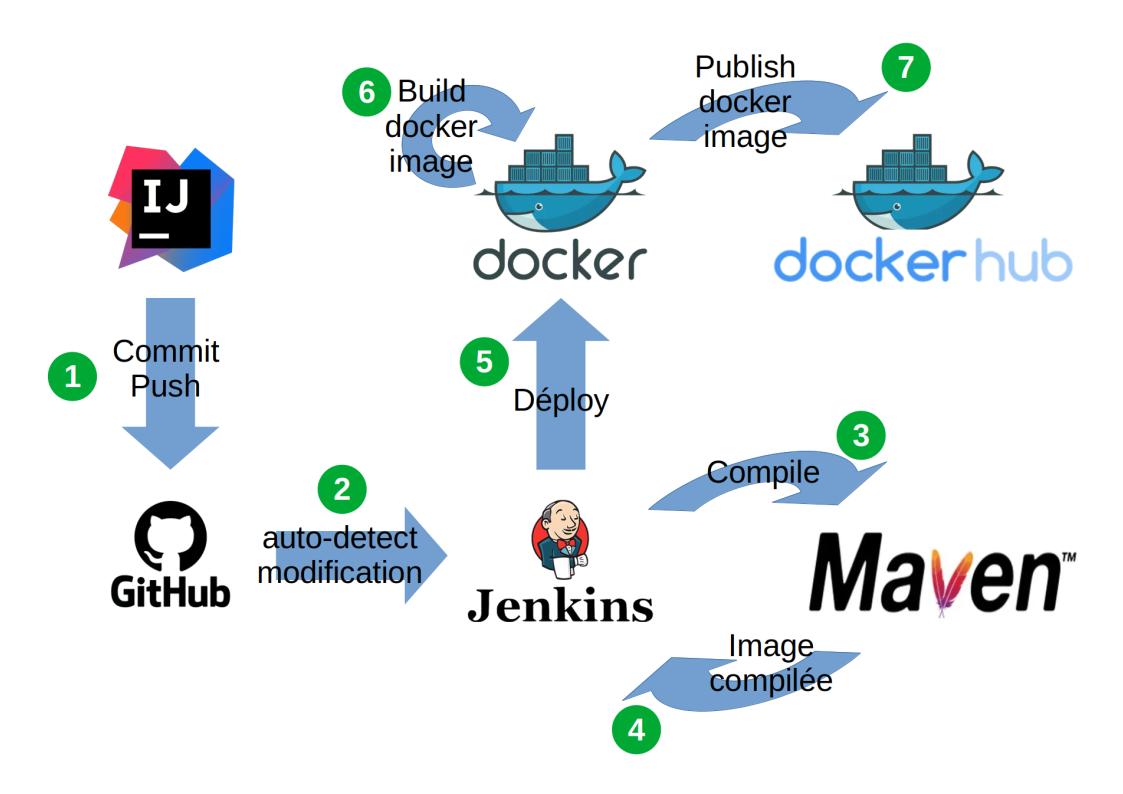 6
Build
docker
image
Publish
docker
image
7
IJ
docker
docker hub
1
Commit
Push
5
Déploy
3
Compile
2
auto-detect
modification
GitHub
Jenkins
Maven™
Image
compilée
4